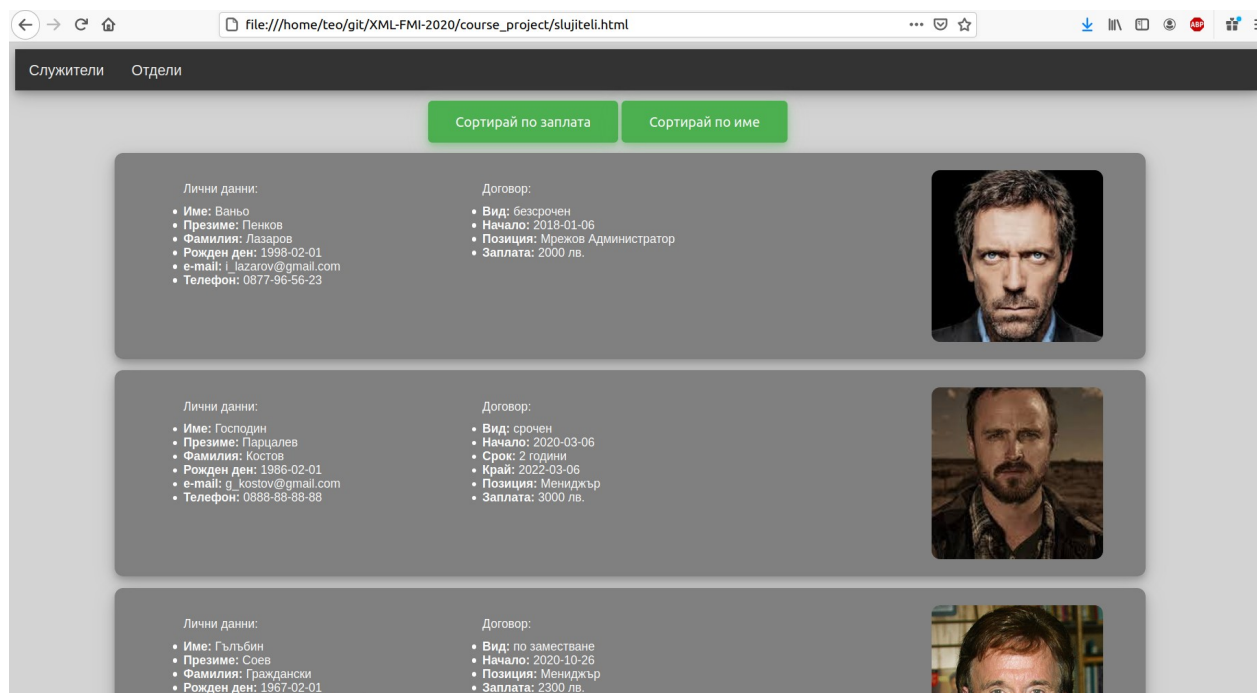 file:///home/teo/git/XML-FMI-2020/course_project/slujiteli.html
ABP
Служители Отдели
Сортирай по заплата Сортирай по име
Лични данни:
Име: Ваньо
Презиме: Пенков
Фамилия: Лазаров
Рожден ден: 1998-02-01
e-mail: i_lazarov@gmail.com
Телефон: 0877-96-56-23
Договор:
Вид: безсрочен
Начало: 2018-01-06
Позиция: Мрежов Администратор
Заплата: 2000 лв.
Лични данни:
Име: Господин
Презиме: Парцалев
Фамилия: Костов
Рожден ден: 1986-02-01
e-mail: g_kostov@gmail.com
Телефон: 0888-88-88-88
Договор:
Вид: срочен
Начало: 2020-03-06
Срок: 2 години
Край: 2022-03-06
Позиция: Мениджър
Заплата: 3000 лв.
Лични данни:
Име: Гълъбин
Презиме: Соев
Фамилия: Граждански
Рожден ден: 1967-02-01
Договор:
Вид: по заместване
Начало: 2020-10-26
Позиция: Мениджър
Заплата: 2300 лв.